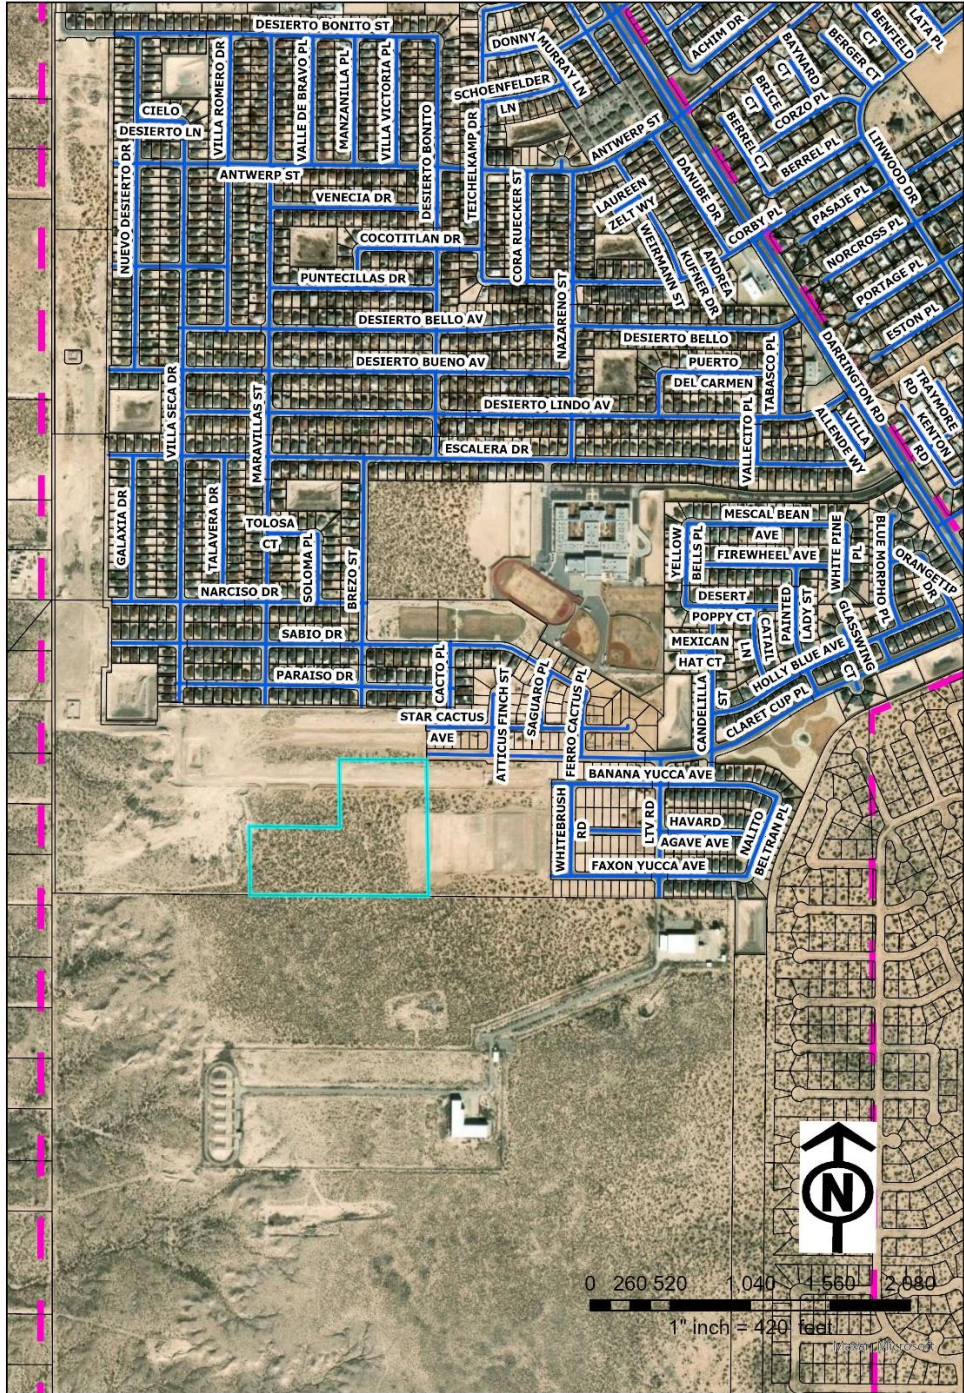 DESIERTO BONITO ST
DONNY
MURRAY LN
ACHIM DR
BAYNARD
CT
BERGER CT
BENFIELD
CT
LATA PL
VILLA ROMERO DR
VALLE DE BRAVO PL
MANZANILLA PL
VILLA VICTORIA PL
SCHOENFELDER
LN
BRICE
CT
CORZO PL
CIELO
DESIERTO LN
BERREL CT
BERREL PL
LINWOOD DR
NUEVO DESIERTO DR
ANTWERP ST
ANTWERP ST
DESIERTO BONITO
TEICHELKAMP DR
CORA RUECKER ST
DANUBE DR
PASAJE PL
VENECIA DR
LAUREEN
ZELT WY
CORBY PL
NORCROSS PL
COCOTITLAN DR
WEIRMANN ST
ANDREA
KUFNER DR
PORTAGE PL
PUNTECILLAS DR
NAZARENO ST
ESTON PL
DESIERTO BELLO AV
DESIERTO BELLO
DARRINGTON RD
DESIERTO BUENO AV
PUERTO
DEL CARMEN
TABASCO PL
TRAYMORE
RD
KENTON
RD
VILLA SECA DR
MARAVILLAS ST
DESIERTO LINDO AV
VALLECITO PL
VILLA
ALLENDE WY
ESCALERA DR
GALAXIA DR
TALAVERA DR
TOLOSA
CT
SOLOMA PL
BREZO ST
YELLOW
BELLS PL
MESCAL BEAN
AVE
FIREWHEEL AVE
WHITE PINE
PL
BLUE MORPHO PL
ORANGETIP
DR
NARCISO DR
DESERT
POPPY CT
PAINTED
LADY ST
CATTAIL
LN
GLASSWING
CT
SABIO DR
MEXICAN
HAT CT
HOLLY BLUE AVE
PARAISO DR
CACTO PL
SAGUARO PL
FERRO CACTUS PL
CANDELILLA
ST
CLARET CUP PL
STAR CACTUS
AVE
ATTICUS FINCH ST
BANANA YUCCA AVE
WHITEBRUSH
RD
LTV RD
HAVARD
AGAVE AVE
NALITO
BELTRAN PL
FAXON YUCCA AVE
N
0 260 520 1,040 1,560 2,080
1" inch = 420 feet